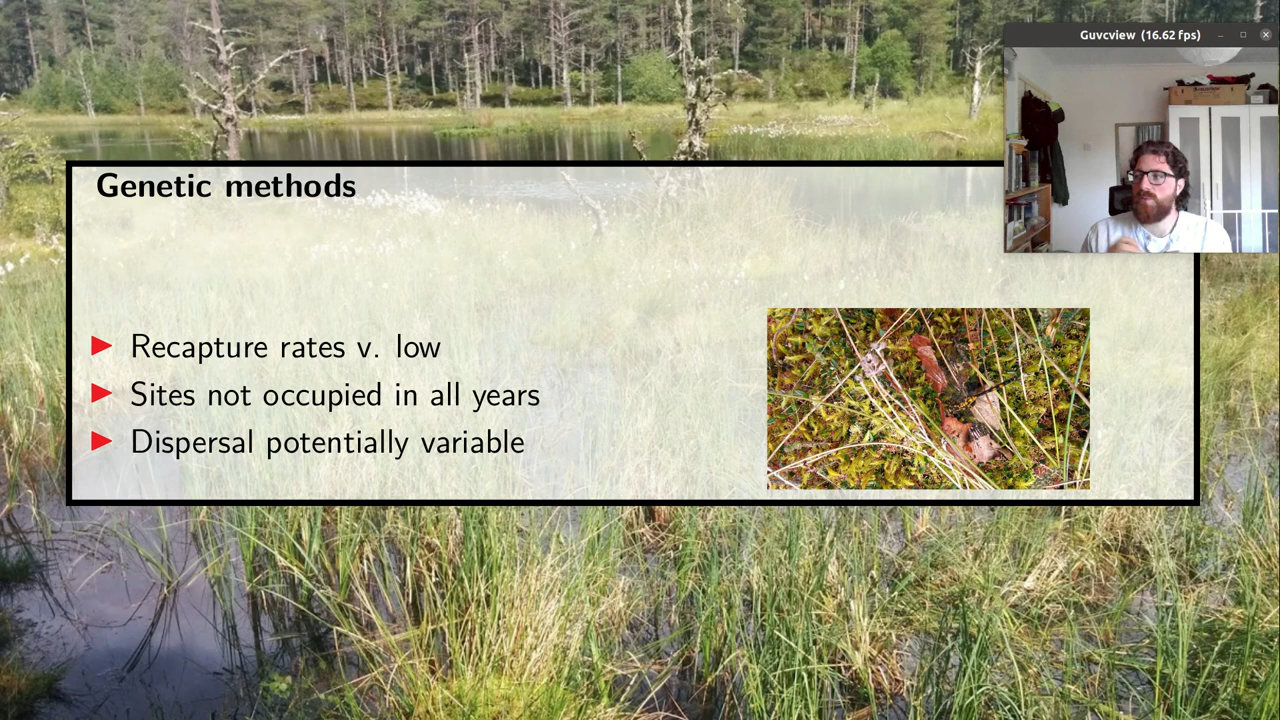 Guvcview (16.62 fps)
Genetic methods
Recapture rates v. low
Sites not occupied in all years
Dispersal potentially variable